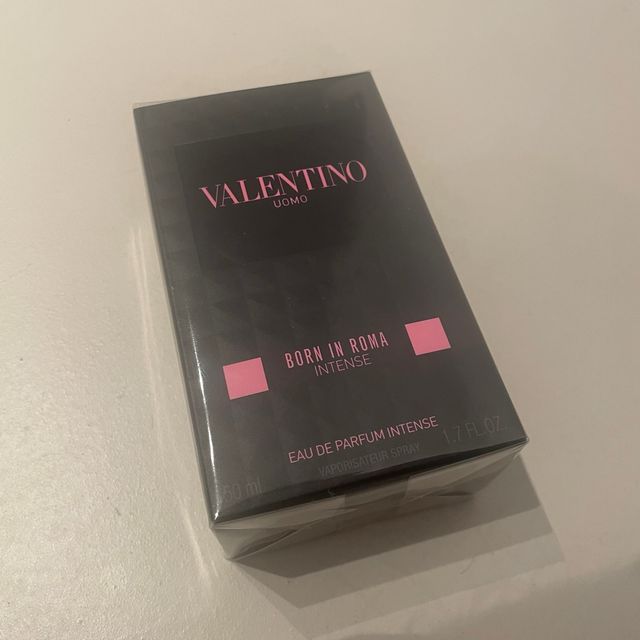 VALENTINO
UOMO
BORN IN ROMA
INTENSE
EAU DE PARFUM INTENSE
VAPORISATEUR SPRAY
50 ml 1.7 FL.OZ.